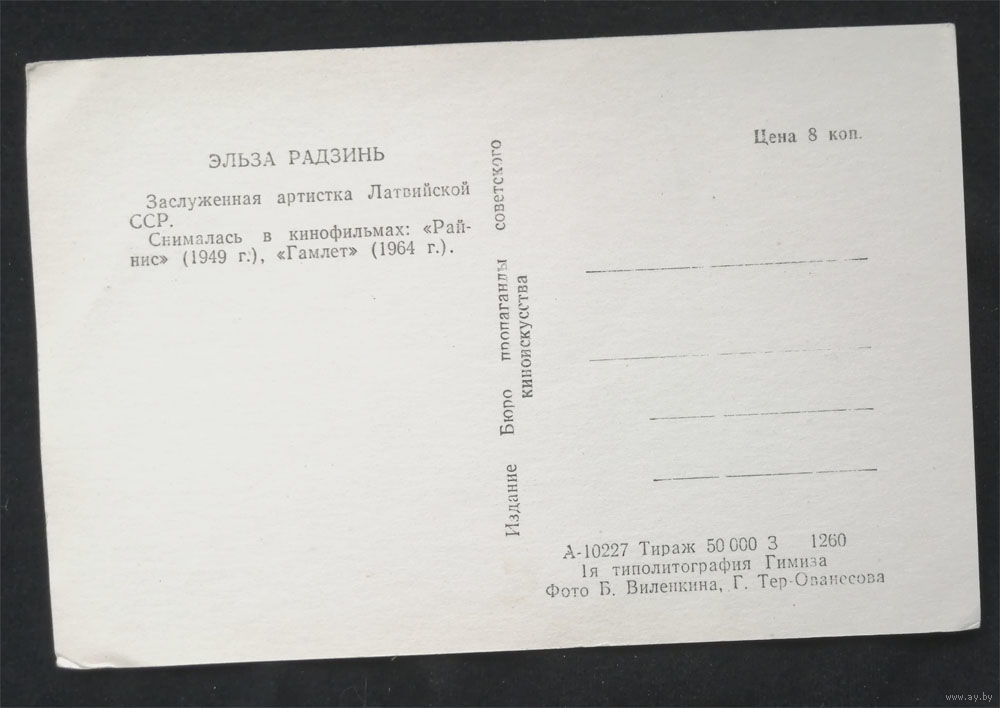 ЭЛЬЗА РАДЗИНЬ
Заслуженная артистка Латвийской
ССР.
Снималась в кинофильмах: «Рай-
нис» (1949 г.), «Гамлет» (1964 г.).
Издание Бюро пропаганды советского
киноискусства
Цена 8 коп.
А-10227 Тираж 50 000 З 1260
1я типолитография Гимиза
Фото Б. Виленкина, Г. Тер-Ованесова
www.ay.by